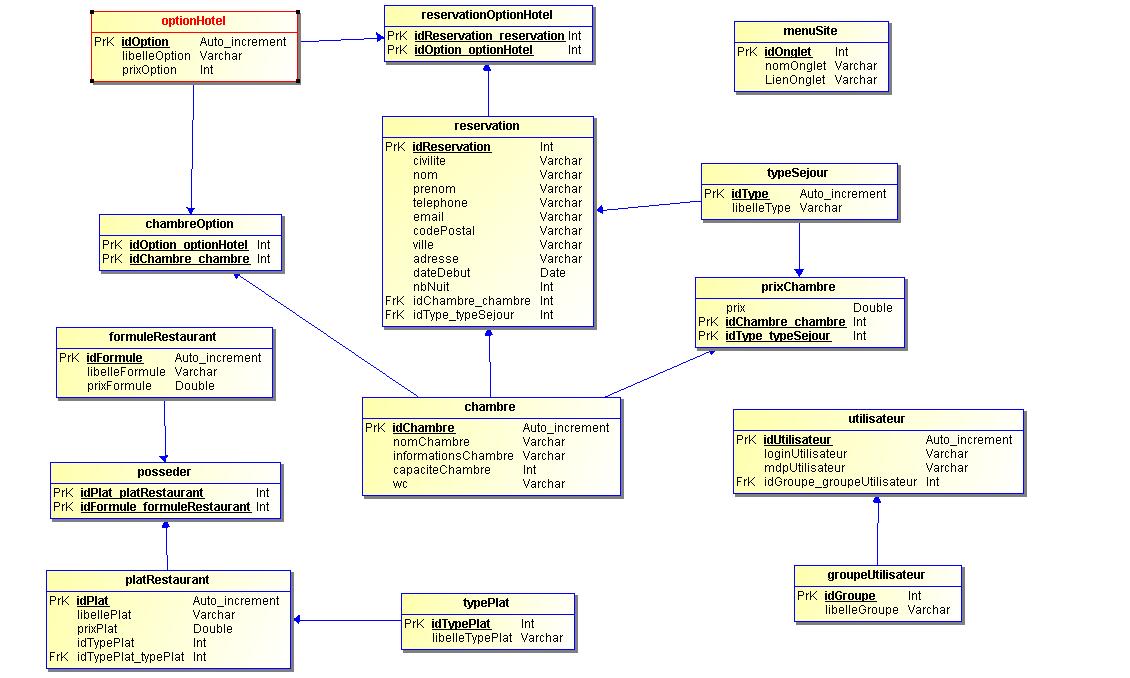 optionHotel
PrK idOption Auto_increment
libelleOption Varchar
prixOption Int
reservationOptionHotel
PrK idReservation_reservation Int
PrK idOption_optionHotel Int
menuSite
PrK idOnglet Int
nomOnglet Varchar
LienOnglet Varchar
reservation
PrK idReservation Int
civilite Varchar
nom Varchar
prenom Varchar
telephone Varchar
email Varchar
codePostal Varchar
ville Varchar
adresse Varchar
dateDebut Date
nbNuit Int
FrK idChambre_chambre Int
FrK idType_typeSejour Int
typeSejour
PrK idType Auto_increment
libelleType Varchar
chambreOption
PrK idOption_optionHotel Int
PrK idChambre_chambre Int
prixChambre
prix Double
PrK idChambre_chambre Int
PrK idType_typeSejour Int
formuleRestaurant
PrK idFormule Auto_increment
libelleFormule Varchar
prixFormule Double
chambre
PrK idChambre Auto_increment
nomChambre Varchar
informationsChambre Varchar
capaciteChambre Int
wc Varchar
utilisateur
PrK idUtilisateur Auto_increment
loginUtilisateur Varchar
mdpUtilisateur Varchar
FrK idGroupe_groupeUtilisateur Int
posseder
PrK idPlat_platRestaurant Int
PrK idFormule_formuleRestaurant Int
platRestaurant
PrK idPlat Auto_increment
libellePlat Varchar
prixPlat Double
idTypePlat Int
FrK idTypePlat_typePlat Int
typePlat
PrK idTypePlat Int
libelleTypePlat Varchar
groupeUtilisateur
PrK idGroupe Int
libelleGroupe Varchar